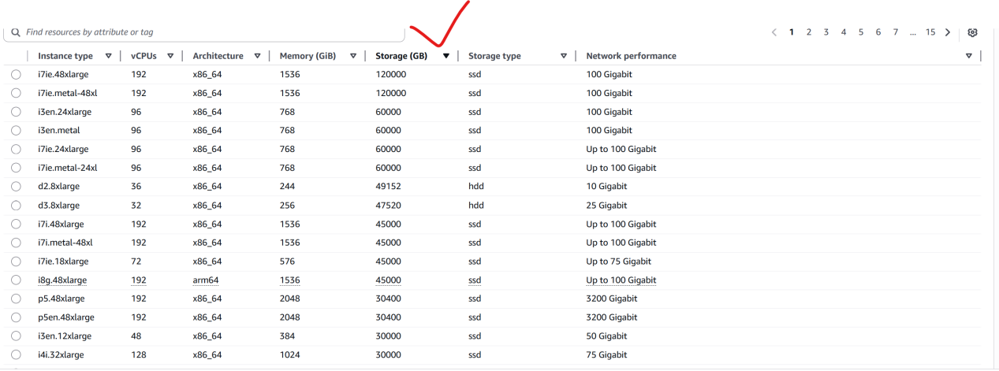 Find resources by attribute or tag
1 2 3 4 5 6 7 ... 15
Instance type vCPUs Architecture Memory (GiB) Storage (GB) Storage type Network performance
i7ie.48xlarge 192 x86_64 1536 120000 ssd 100 Gigabit
i7ie.metal-48xl 192 x86_64 1536 120000 ssd 100 Gigabit
i3en.24xlarge 96 x86_64 768 60000 ssd 100 Gigabit
i3en.metal 96 x86_64 768 60000 ssd 100 Gigabit
i7ie.24xlarge 96 x86_64 768 60000 ssd Up to 100 Gigabit
i7ie.metal-24xl 96 x86_64 768 60000 ssd Up to 100 Gigabit
d2.8xlarge 36 x86_64 244 49152 hdd 10 Gigabit
d3.8xlarge 32 x86_64 256 47520 hdd 25 Gigabit
i7i.48xlarge 192 x86_64 1536 45000 ssd Up to 100 Gigabit
i7i.metal-48xl 192 x86_64 1536 45000 ssd Up to 100 Gigabit
i7ie.18xlarge 72 x86_64 576 45000 ssd Up to 75 Gigabit
i8g.48xlarge 192 arm64 1536 45000 ssd Up to 100 Gigabit
p5.48xlarge 192 x86_64 2048 30400 ssd 3200 Gigabit
p5en.48xlarge 192 x86_64 2048 30400 ssd 3200 Gigabit
i3en.12xlarge 48 x86_64 384 30000 ssd 50 Gigabit
i4i.32xlarge 128 x86_64 1024 30000 ssd 75 Gigabit